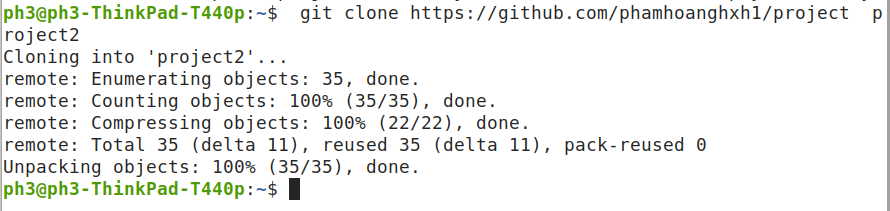 ph3@ph3-ThinkPad-T440p:~$  git clone https://github.com/phamhoanghxh1/project  p
roject2
Cloning into 'project2'...
remote: Enumerating objects: 35, done.
remote: Counting objects: 100% (35/35), done.
remote: Compressing objects: 100% (22/22), done.
remote: Total 35 (delta 11), reused 35 (delta 11), pack-reused 0
Unpacking objects: 100% (35/35), done.
ph3@ph3-ThinkPad-T440p:~$